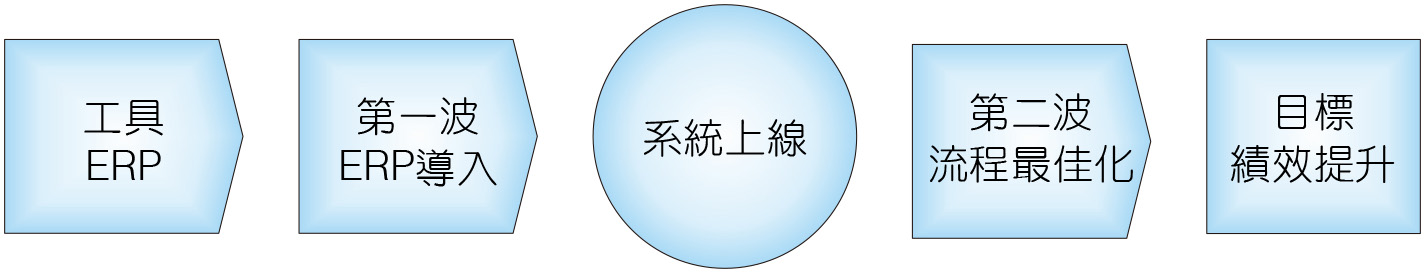 工具
ERP
第一波
ERP導入
系統上線
第二波
流程最佳化
目標
績效提升